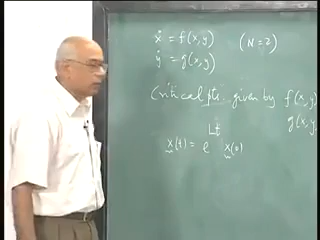 ẋ = f(x,y)    (N=2)
ẏ = g(x,y)
Critical pts. given by f(x,y)
g(x,y
x(t) = e^{Lt} x(0)